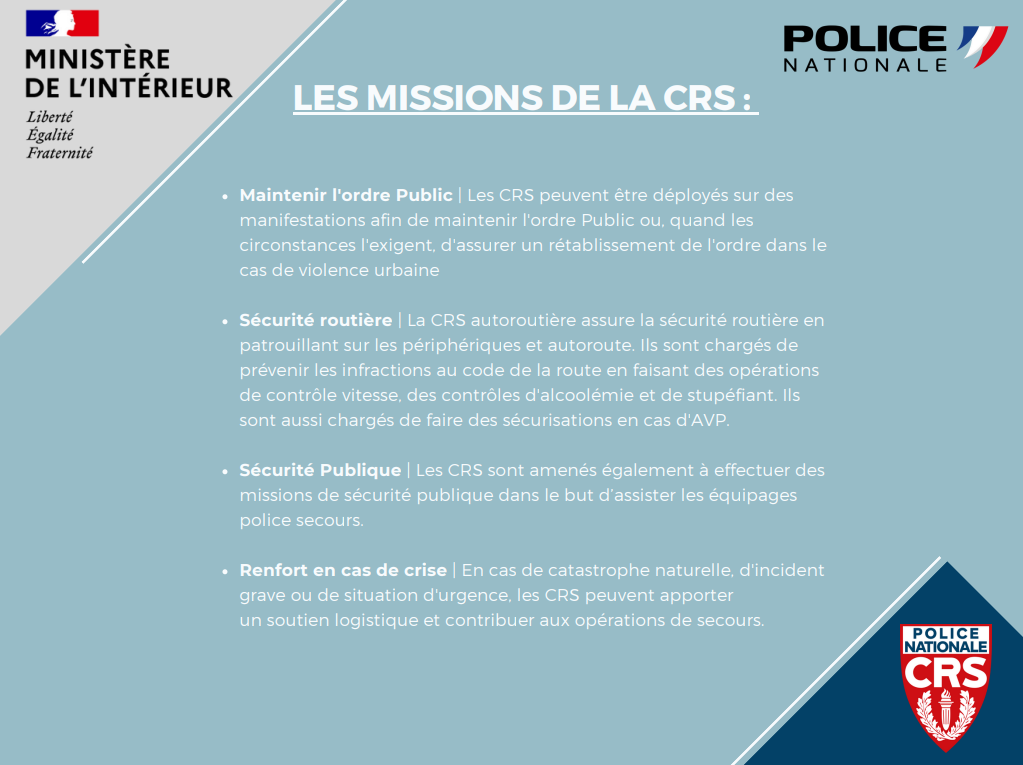 MINISTÈRE
DE L'INTÉRIEUR
Liberté
Égalité
Fraternité
POLICE
NATIONALE
LES MISSIONS DE LA CRS :
• Maintenir l'ordre Public | Les CRS peuvent être déployés sur des
manifestations afin de maintenir l'ordre Public ou, quand les
circonstances l'exigent, d'assurer un rétablissement de l'ordre dans le
cas de violence urbaine
• Sécurité routière | La CRS autoroutière assure la sécurité routière en
patrouillant sur les périphériques et autoroute. Ils sont chargés de
prévenir les infractions au code de la route en faisant des opérations
de contrôle vitesse, des contrôles d'alcoolémie et de stupéfiant. Ils
sont aussi chargés de faire des sécurisations en cas d'AVP.
• Sécurité Publique | Les CRS sont amenés également à effectuer des
missions de sécurité publique dans le but d’assister les équipages
police secours.
• Renfort en cas de crise | En cas de catastrophe naturelle, d'incident
grave ou de situation d'urgence, les CRS peuvent apporter
un soutien logistique et contribuer aux opérations de secours.
POLICE
NATIONALE
CRS